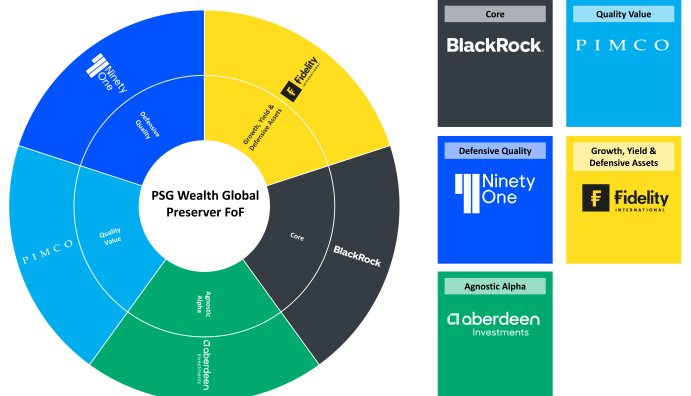 Ninety
One
Defensive
Quality
Fidelity
INTERNATIONAL
Growth, Yield &
Defensive Assets
PSG Wealth Global
Preserver FoF
PIMCO
Quality
Value
Core
BlackRock
Agnostic
Alpha
aberdeen
Investments
Core
BlackRock.
Quality Value
PIMCO
Defensive Quality
Ninety
One
Growth, Yield &
Defensive Assets
Fidelity
INTERNATIONAL
Agnostic Alpha
aberdeen
Investments